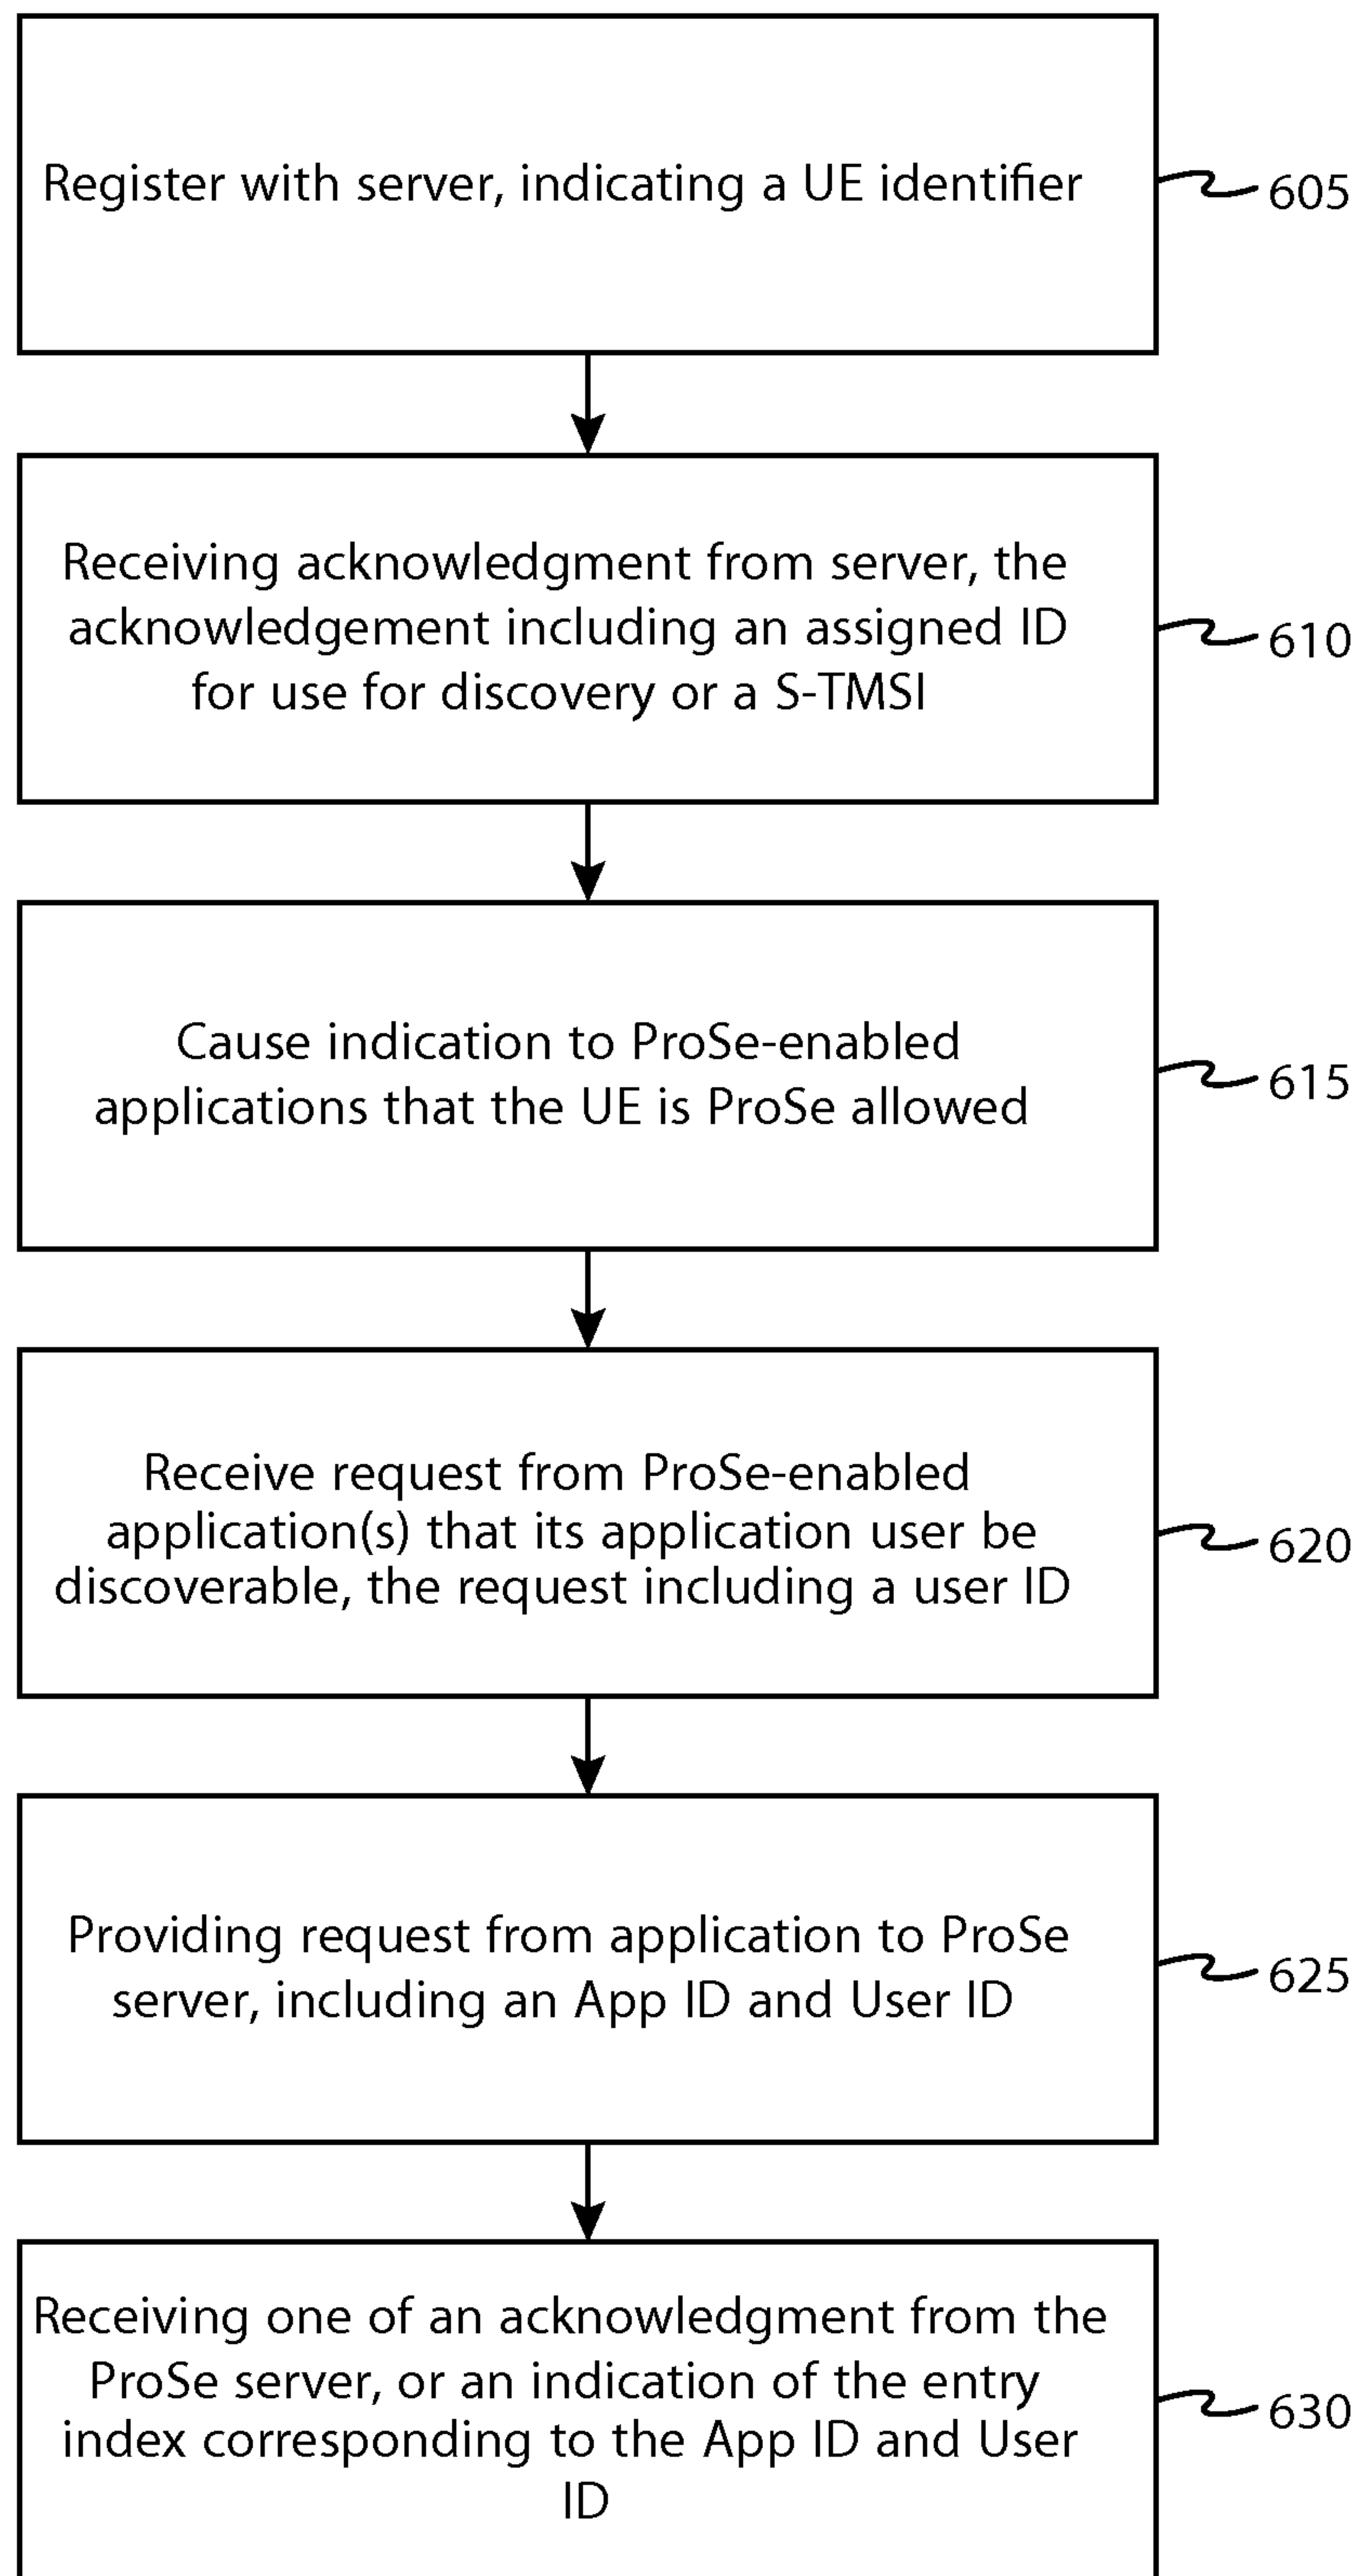 Register with server, indicating a UE identifier
605
Receiving acknowledgment from server, the
acknowledgement including an assigned ID
for use for discovery or a S-TMSI
610
Cause indication to ProSe-enabled
applications that the UE is ProSe allowed
615
Receive request from ProSe-enabled
application(s) that its application user be
discoverable, the request including a user ID
620
Providing request from application to ProSe
server, including an App ID and User ID
625
Receiving one of an acknowledgment from the
ProSe server, or an indication of the entry
index corresponding to the App ID and User
ID
630